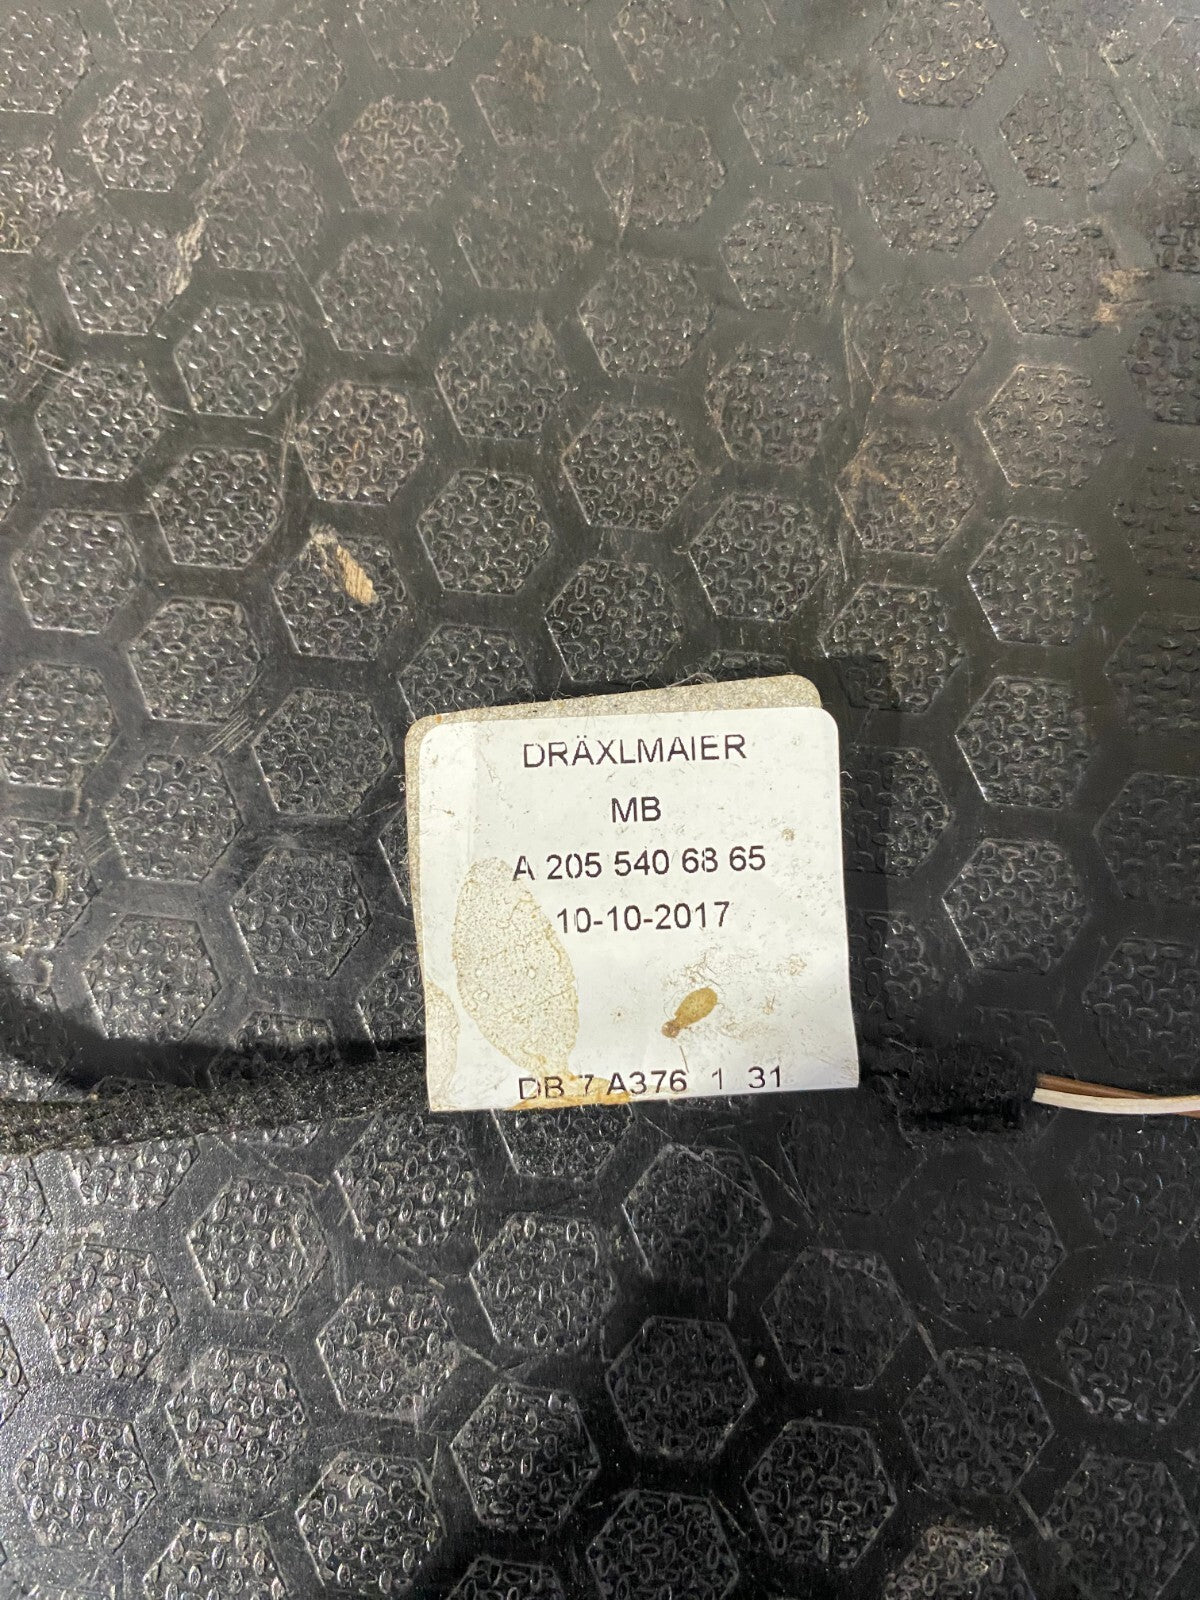 DRÄXLMAIER
MB
A 205 540 68 65
10-10-2017
DB 7 A376 1 31